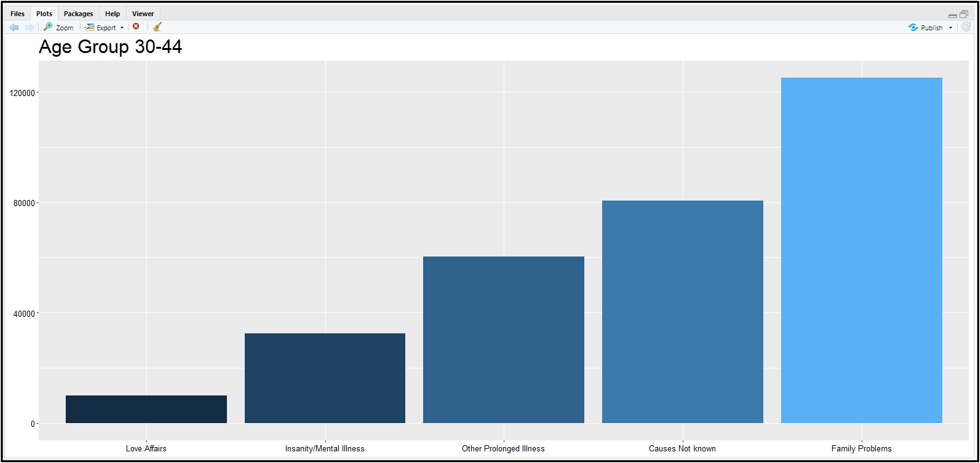 Files Plots Packages Help Viewer
Zoom Export Publish
Age Group 30-44
120000
80000
40000
0
Love Affairs Insanity/Mental Illness Other Prolonged Illness Causes Not known Family Problems